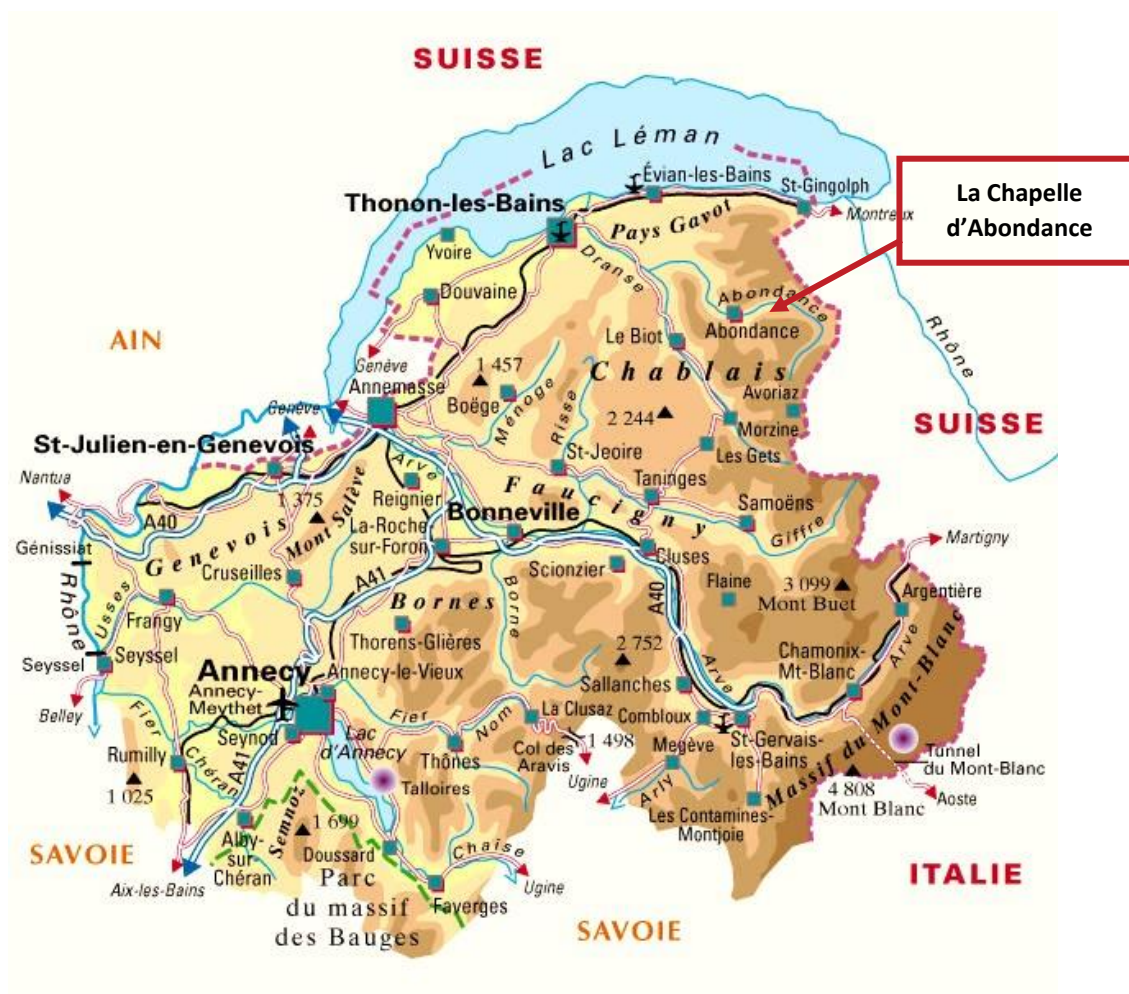 SUISSE
Lac Léman
Évian-les-Bains
St-Gingolph
La Chapelle
d’Abondance
Thonon-les-Bains
Montreux
Pays Gavot
Yvoire
Dranse
Douvaine
Abondance
Abondance
Rhône
AIN
Le Biot
Genève
1 457
Annemasse
Chablais
Boëge
Ménoge
Avoriaz
Genève
2 244
Risse
Morzine
SUISSE
St-Julien-en-Genevois
St-Jeoire
Les Gets
Nantua
Arve
Taninges
1 375
Reignier
Faucigny
Samoëns
Mont Salève
A40
La-Roche-
sur-Foron
Bonneville
Giffre
Martigny
Génissiat
Genevois
Cluses
Cruseilles
A41
Scionzier
Flaine
3 099
Mont Buet
Argentière
Rhône
Usses
Frangy
Bornes
Borne
A40
Thorens-Glières
2 752
Chamonix-
Mt-Blanc
Arve
Seyssel
Seyssel
Annecy
Annecy-le-Vieux
Arve
Sallanches
Annecy-
Meythet
Belley
Fier
Fier
Nom
La Clusaz
Combloux
Massif du Mont-Blanc
Seynod
Lac
d'Annecy
Col des
Aravis
1 498
Megève
St-Gervais-
les-Bains
Tunnel
du Mont-Blanc
Rumilly
Chéran
A41
Thônes
Ugine
Arly
1 025
Talloires
4 808
Mont Blanc
Aoste
Semnoz
1 699
Les Contamines-
Montjoie
Alby-
sur-
Chéran
Doussard
Chaise
SAVOIE
Aix-les-Bains
Parc
du massif
des Bauges
Ugine
ITALIE
Faverges
SAVOIE